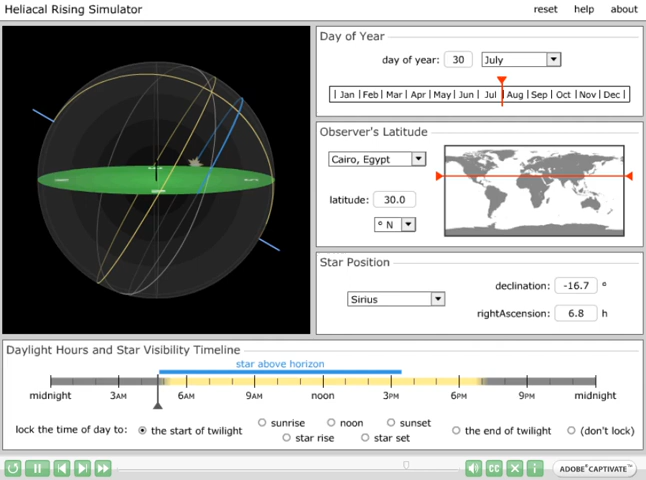 Heliacal Rising Simulator
reset help about
Day of Year
day of year: 30 July
Jan Feb Mar Apr May Jun Jul Aug Sep Oct Nov Dec
Observer's Latitude
Cairo, Egypt
latitude: 30.0
° N
Star Position
Sirius
declination: -16.7 °
rightAscension: 6.8 h
Daylight Hours and Star Visibility Timeline
star above horizon
midnight 3AM 6AM 9AM noon 3PM 6PM 9PM midnight
lock the time of day to: the start of twilight sunrise noon sunset the end of twilight (don't lock)
star rise star set
CC X i ADOBE CAPTIVATE™